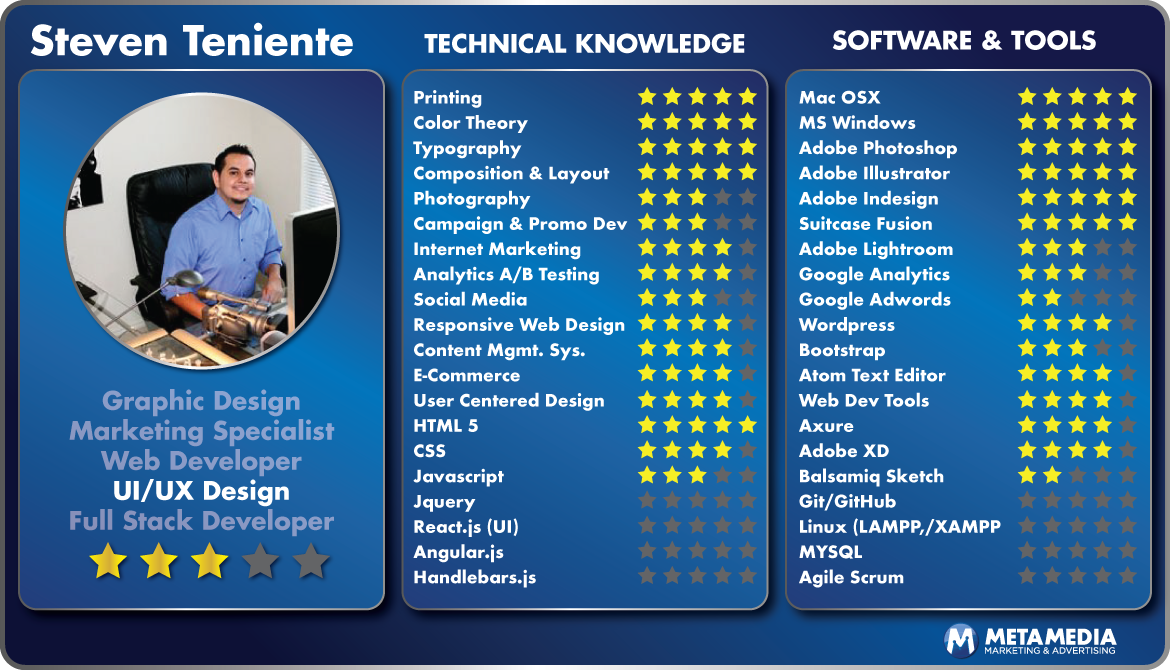 Steven Teniente
Graphic Design
Marketing Specialist
Web Developer
UI/UX Design
Full Stack Developer
TECHNICAL KNOWLEDGE
Printing
Color Theory
Typography
Composition & Layout
Photography
Campaign & Promo Dev
Internet Marketing
Analytics A/B Testing
Social Media
Responsive Web Design
Content Mgmt. Sys.
E-Commerce
User Centered Design
HTML 5
CSS
Javascript
Jquery
React.js (UI)
Angular.js
Handlebars.js
SOFTWARE & TOOLS
Mac OSX
MS Windows
Adobe Photoshop
Adobe Illustrator
Adobe Indesign
Suitcase Fusion
Adobe Lightroom
Google Analytics
Google Adwords
Wordpress
Bootstrap
Atom Text Editor
Web Dev Tools
Axure
Adobe XD
Balsamiq Sketch
Git/GitHub
Linux (LAMPP,/XAMPP
MYSQL
Agile Scrum
M METAMEDIA
MARKETING & ADVERTISING